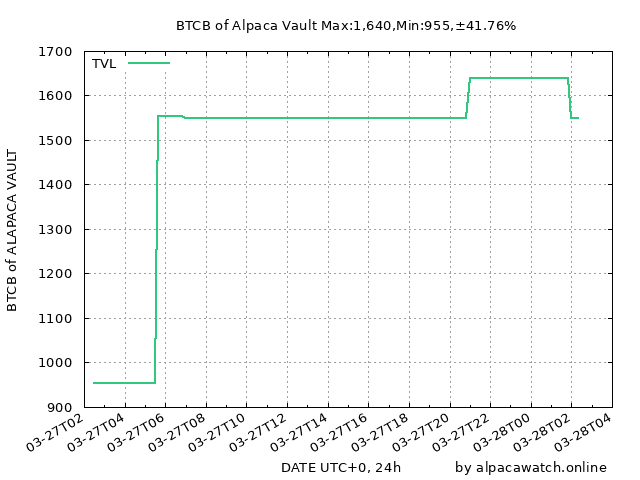 BTCB of Alpaca Vault Max:1,640,Min:955,±41.76%
TVL
1700
1600
1500
1400
1300
1200
1100
1000
900
BTCB of ALAPACA VAULT
03-27T02
03-27T04
03-27T06
03-27T08
03-27T10
03-27T12
03-27T14
03-27T16
03-27T18
03-27T20
03-27T22
03-28T00
03-28T02
03-28T04
DATE UTC+0, 24h
by alpacawatch.online